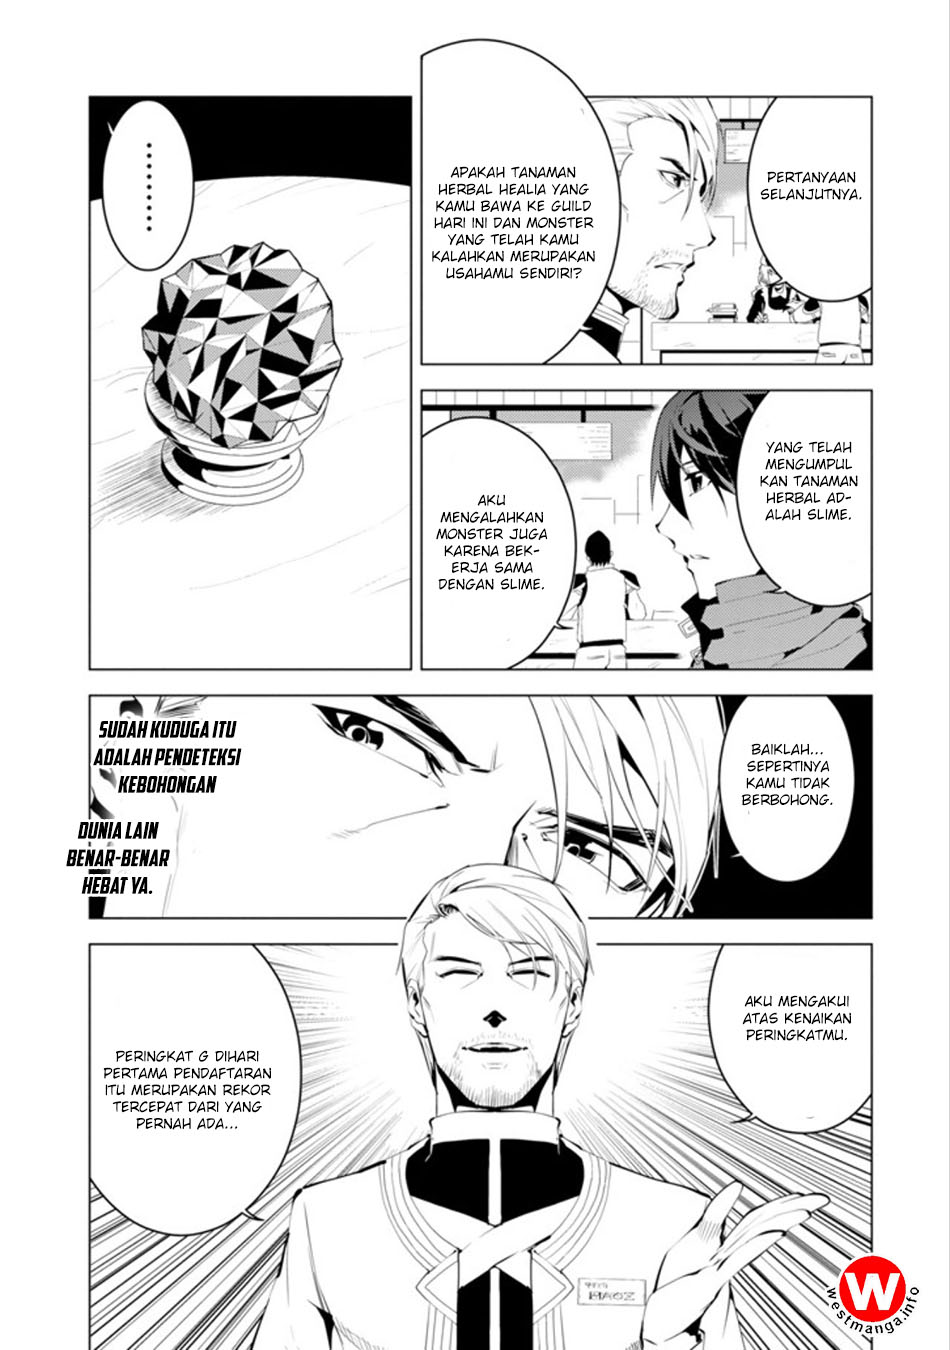 PERTANYAAN
SELANJUTNYA.
APAKAH TANAMAN
HERBAL HEALIA YANG
KAMU BAWA KE GUILD
HARI INI DAN MONSTER
YANG TELAH KAMU
KALAHKAN MERUPAKAN
USAHAMU SENDIRI?
YANG TELAH
MENGUMPUL
KAN TANAMAN
HERBAL AD-
ALAH SLIME.
AKU
MENGALAHKAN
MONSTER JUGA
KARENA BEK-
ERJA SAMA
DENGAN SLIME.
.........
BAIKLAH...
SEPERTINYA
KAMU TIDAK
BERBOHONG.
SUDAH KUDUGA ITU
ADALAH PENDETEKSI
KEBOHONGAN
DUNIA LAIN
BENAR-BENAR
HEBAT YA.
AKU MENGAKUI
ATAS KENAIKAN
PERINGKATMU.
PERINGKAT G DIHARI
PERTAMA PENDAFTARAN
ITU MERUPAKAN REKOR
TERCEPAT DARI YANG
PERNAH ADA...
W
westmanga.info